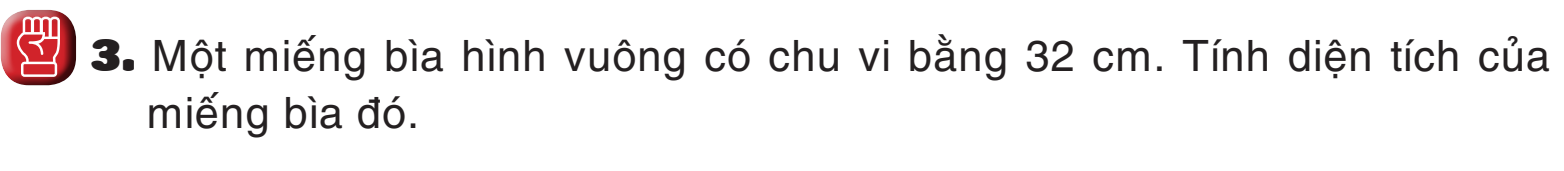 3. Một miếng bìa hình vuông có chu vi bằng 32 cm. Tính diện tích của
miếng bìa đó.